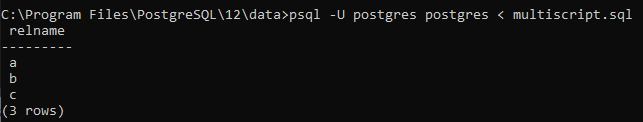 C:\Program Files\PostgreSQL\12\data>psql -U postgres postgres < multiscript.sql
 relname
---------
 a
 b
 c
(3 rows)